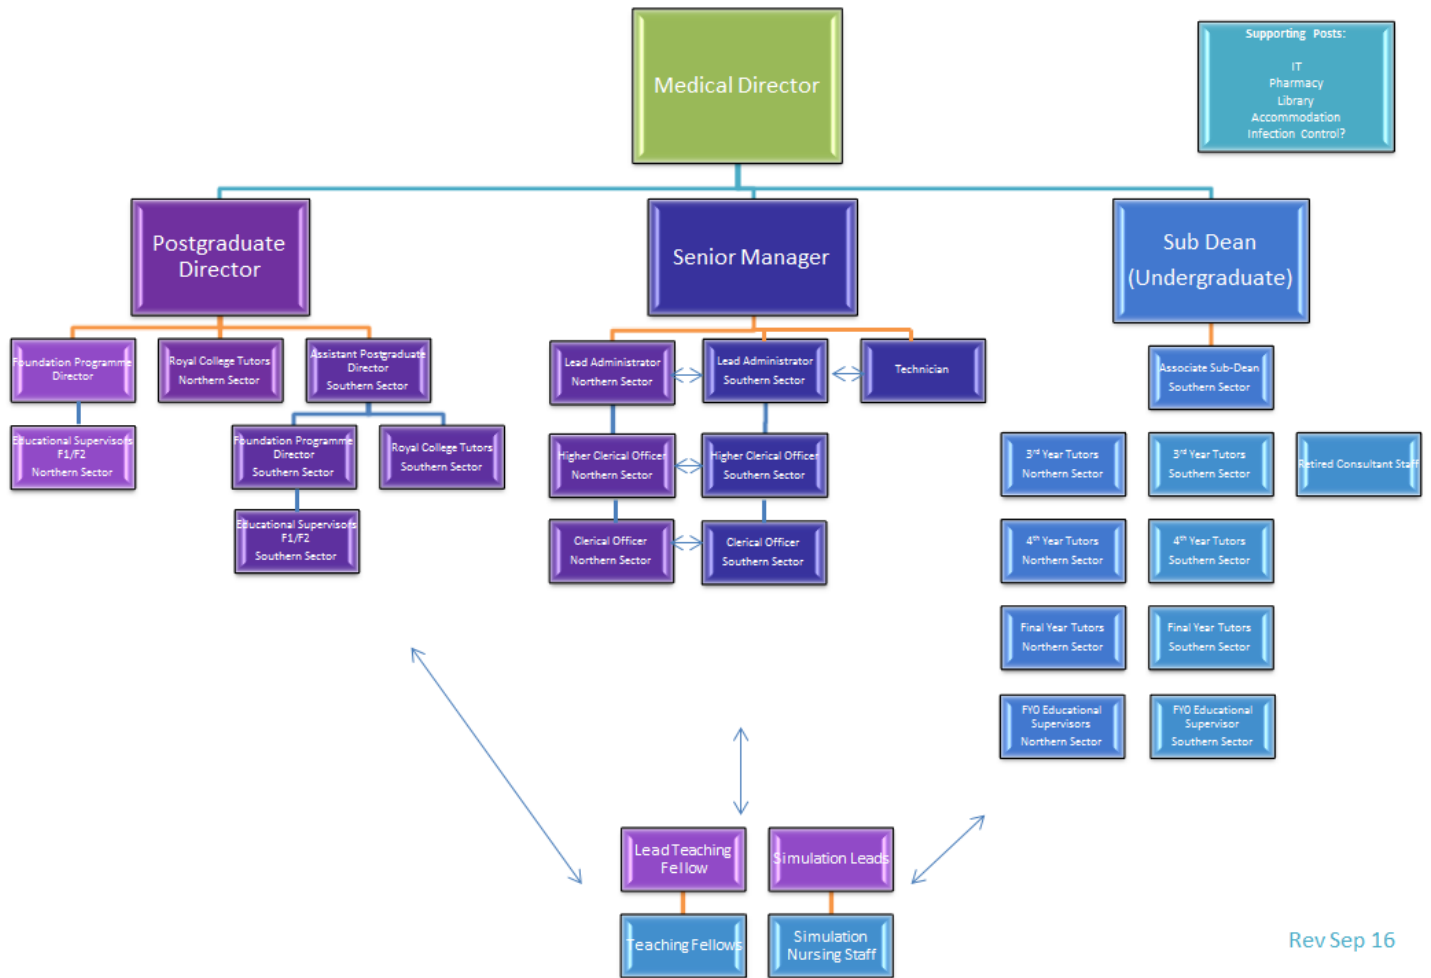 Medical Director
Supporting Posts:
IT
Pharmacy
Library
Accommodation
Infection Control?
Postgraduate
Director
Senior Manager
Sub Dean
(Undergraduate)
Foundation Programme
Director
Royal College Tutors
Northern Sector
Assistant Postgraduate
Director
Southern Sector
Lead Administrator
Northern Sector
Lead Administrator
Southern Sector
Technician
Associate Sub-Dean
Southern Sector
Educational Supervisors
F1/F2
Northern Sector
Foundation Programme
Director
Southern Sector
Royal College Tutors
Southern Sector
Higher Clerical Officer
Northern Sector
Higher Clerical Officer
Southern Sector
3rd Year Tutors
Northern Sector
3rd Year Tutors
Southern Sector
Retired Consultant Staff
Educational Supervisors
F1/F2
Southern Sector
Clerical Officer
Northern Sector
Clerical Officer
Southern Sector
4th Year Tutors
Northern Sector
4th Year Tutors
Southern Sector
Final Year Tutors
Northern Sector
Final Year Tutors
Southern Sector
FYO Educational
Supervisors
Northern Sector
FYO Educational
Supervisor
Southern Sector
Lead Teaching
Fellow
Simulation Leads
Teaching Fellows
Simulation
Nursing Staff
Rev Sep 16